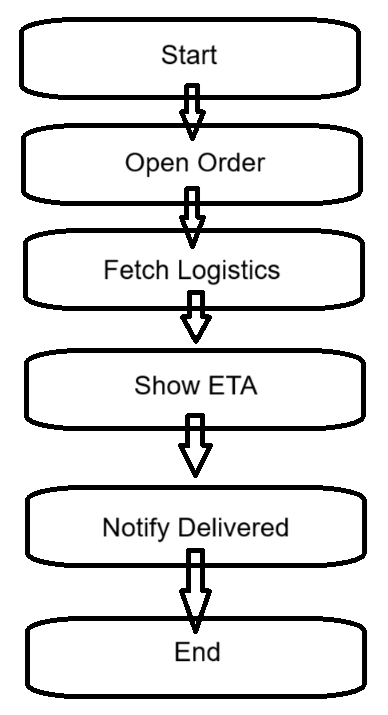 Start
Open Order
Fetch Logistics
Show ETA
Notify Delivered
End